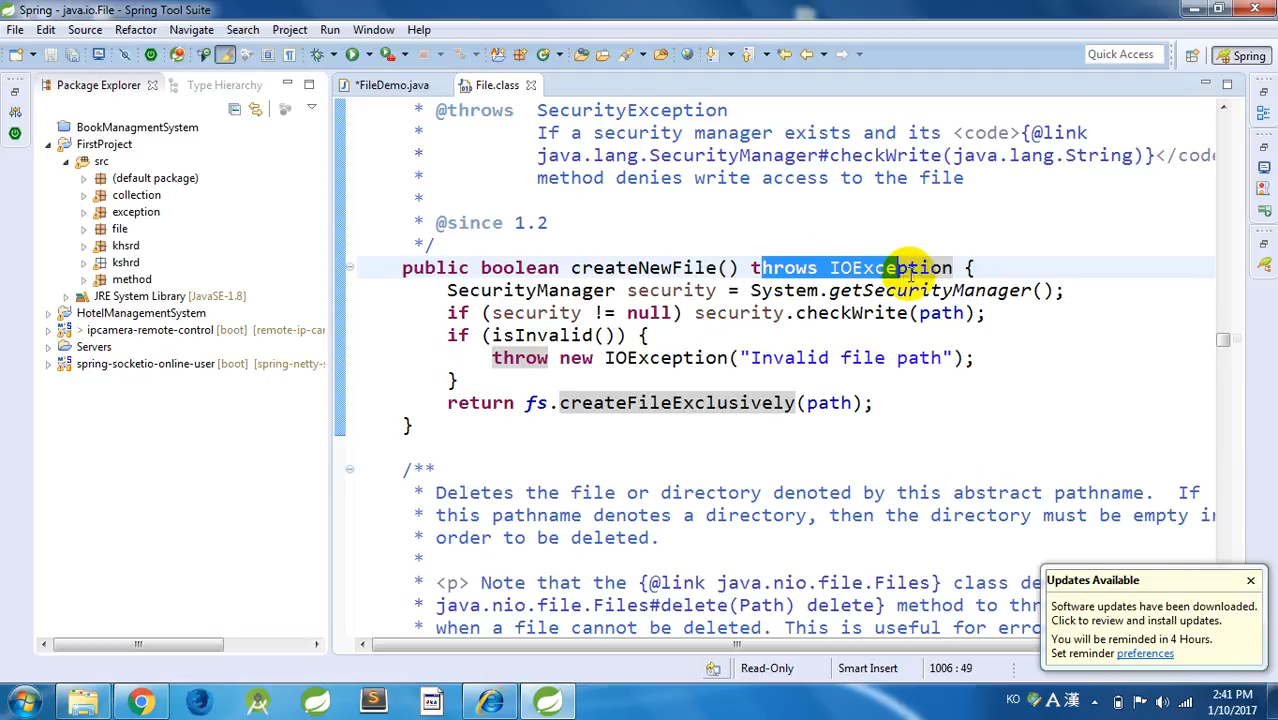 Spring - java.io.File - Spring Tool Suite
File Edit Source Refactor Navigate Search Project Run Window Help
Quick Access
Spring
Package Explorer
Type Hierarchy
*FileDemo.java
File.class
BookManagmentSystem
FirstProject
src
(default package)
collection
exception
file
khsrd
kshrd
method
JRE System Library [JavaSE-1.8]
HotelManagementSystem
> ipcamera-remote-control [boot] [remote-ip-ca
Servers
spring-socketio-online-user [boot] [spring-netty-s
* @throws  SecurityException
*          If a security manager exists and its <code>{@link
*          java.lang.SecurityManager#checkWrite(java.lang.String)}</code
*          method denies write access to the file
*
* @since 1.2
*/
public boolean createNewFile() throws IOException {
SecurityManager security = System.getSecurityManager();
if (security != null) security.checkWrite(path);
if (isInvalid()) {
throw new IOException("Invalid file path");
}
return fs.createFileExclusively(path);
}
/**
* Deletes the file or directory denoted by this abstract pathname.  If
* this pathname denotes a directory, then the directory must be empty in
* order to be deleted.
*
* <p> Note that the {@link java.nio.file.Files} class de
* java.nio.file.Files#delete(Path) delete} method to thr
* when a file cannot be deleted. This is useful for erro
Updates Available
Software updates have been downloaded.
Click to review and install updates.
You will be reminded in 4 Hours.
Set reminder preferences
Read-Only
Smart Insert
1006 : 49
KO
A 漢
2:41 PM
1/10/2017